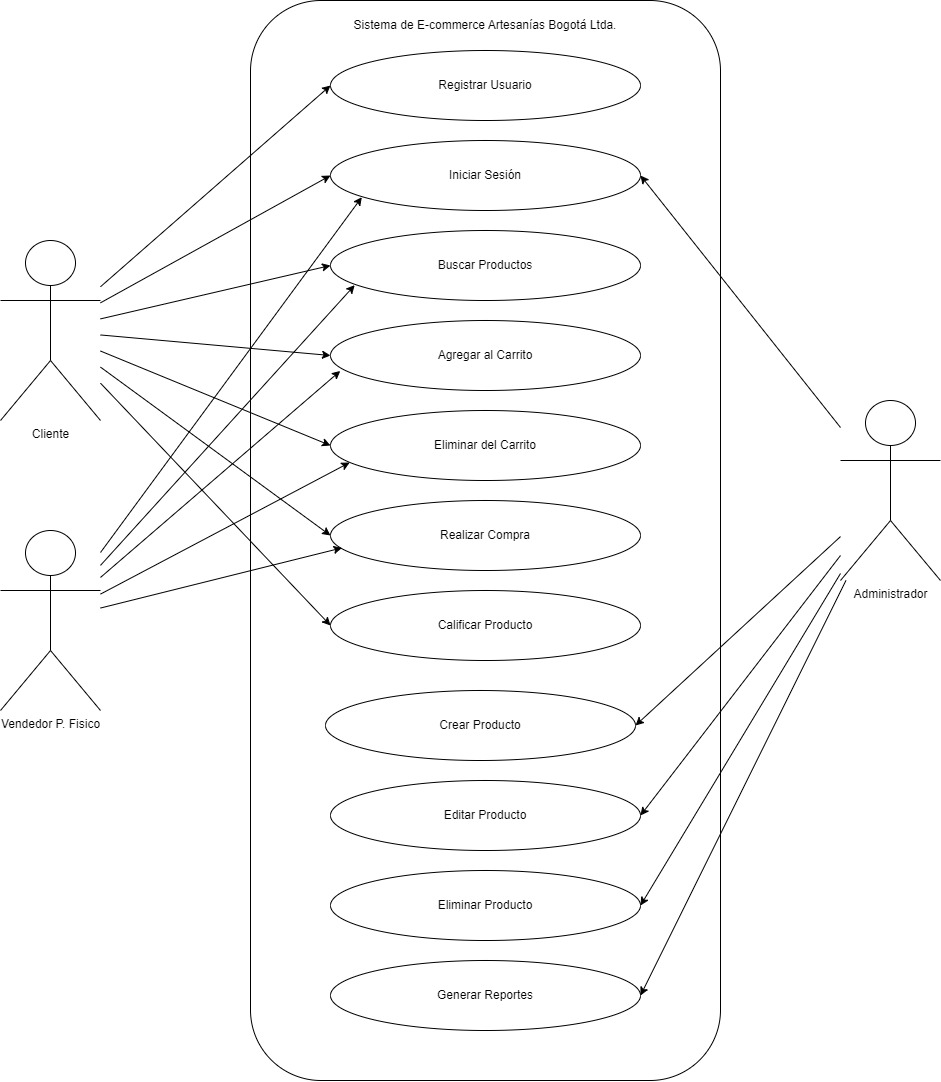 Sistema de E-commerce Artesanías Bogotá Ltda.
Registrar Usuario
Iniciar Sesión
Buscar Productos
Agregar al Carrito
Eliminar del Carrito
Realizar Compra
Calificar Producto
Crear Producto
Editar Producto
Eliminar Producto
Generar Reportes
Cliente
Vendedor P. Fisico
Administrador